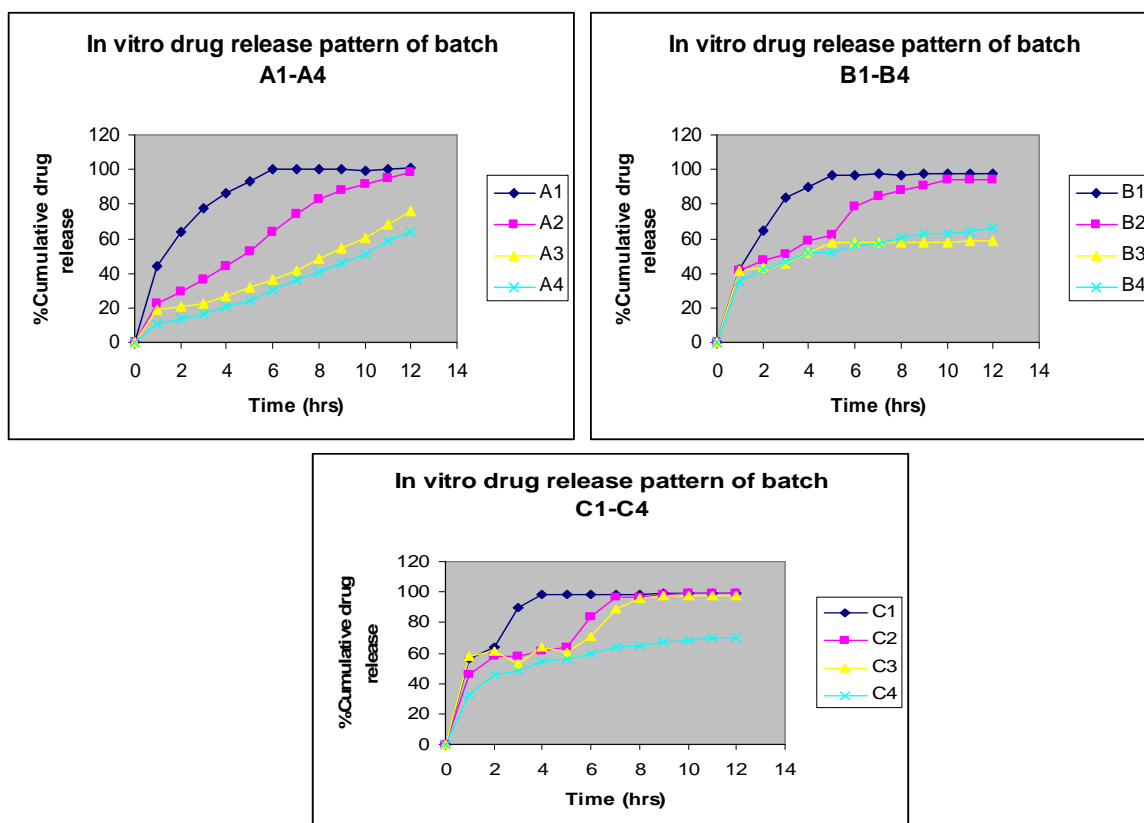 In vitro drug release pattern of batch
A1-A4
%Cumulative drug
release
120
100
80
60
40
20
0
0 2 4 6 8 10 12 14
Time (hrs)
A1
A2
A3
A4
In vitro drug release pattern of batch
B1-B4
%Cumulative drug
release
120
100
80
60
40
20
0
0 2 4 6 8 10 12 14
Time (hrs)
B1
B2
B3
B4
In vitro drug release pattern of batch
C1-C4
%Cumulative drug
release
120
100
80
60
40
20
0
0 2 4 6 8 10 12 14
Time (hrs)
C1
C2
C3
C4